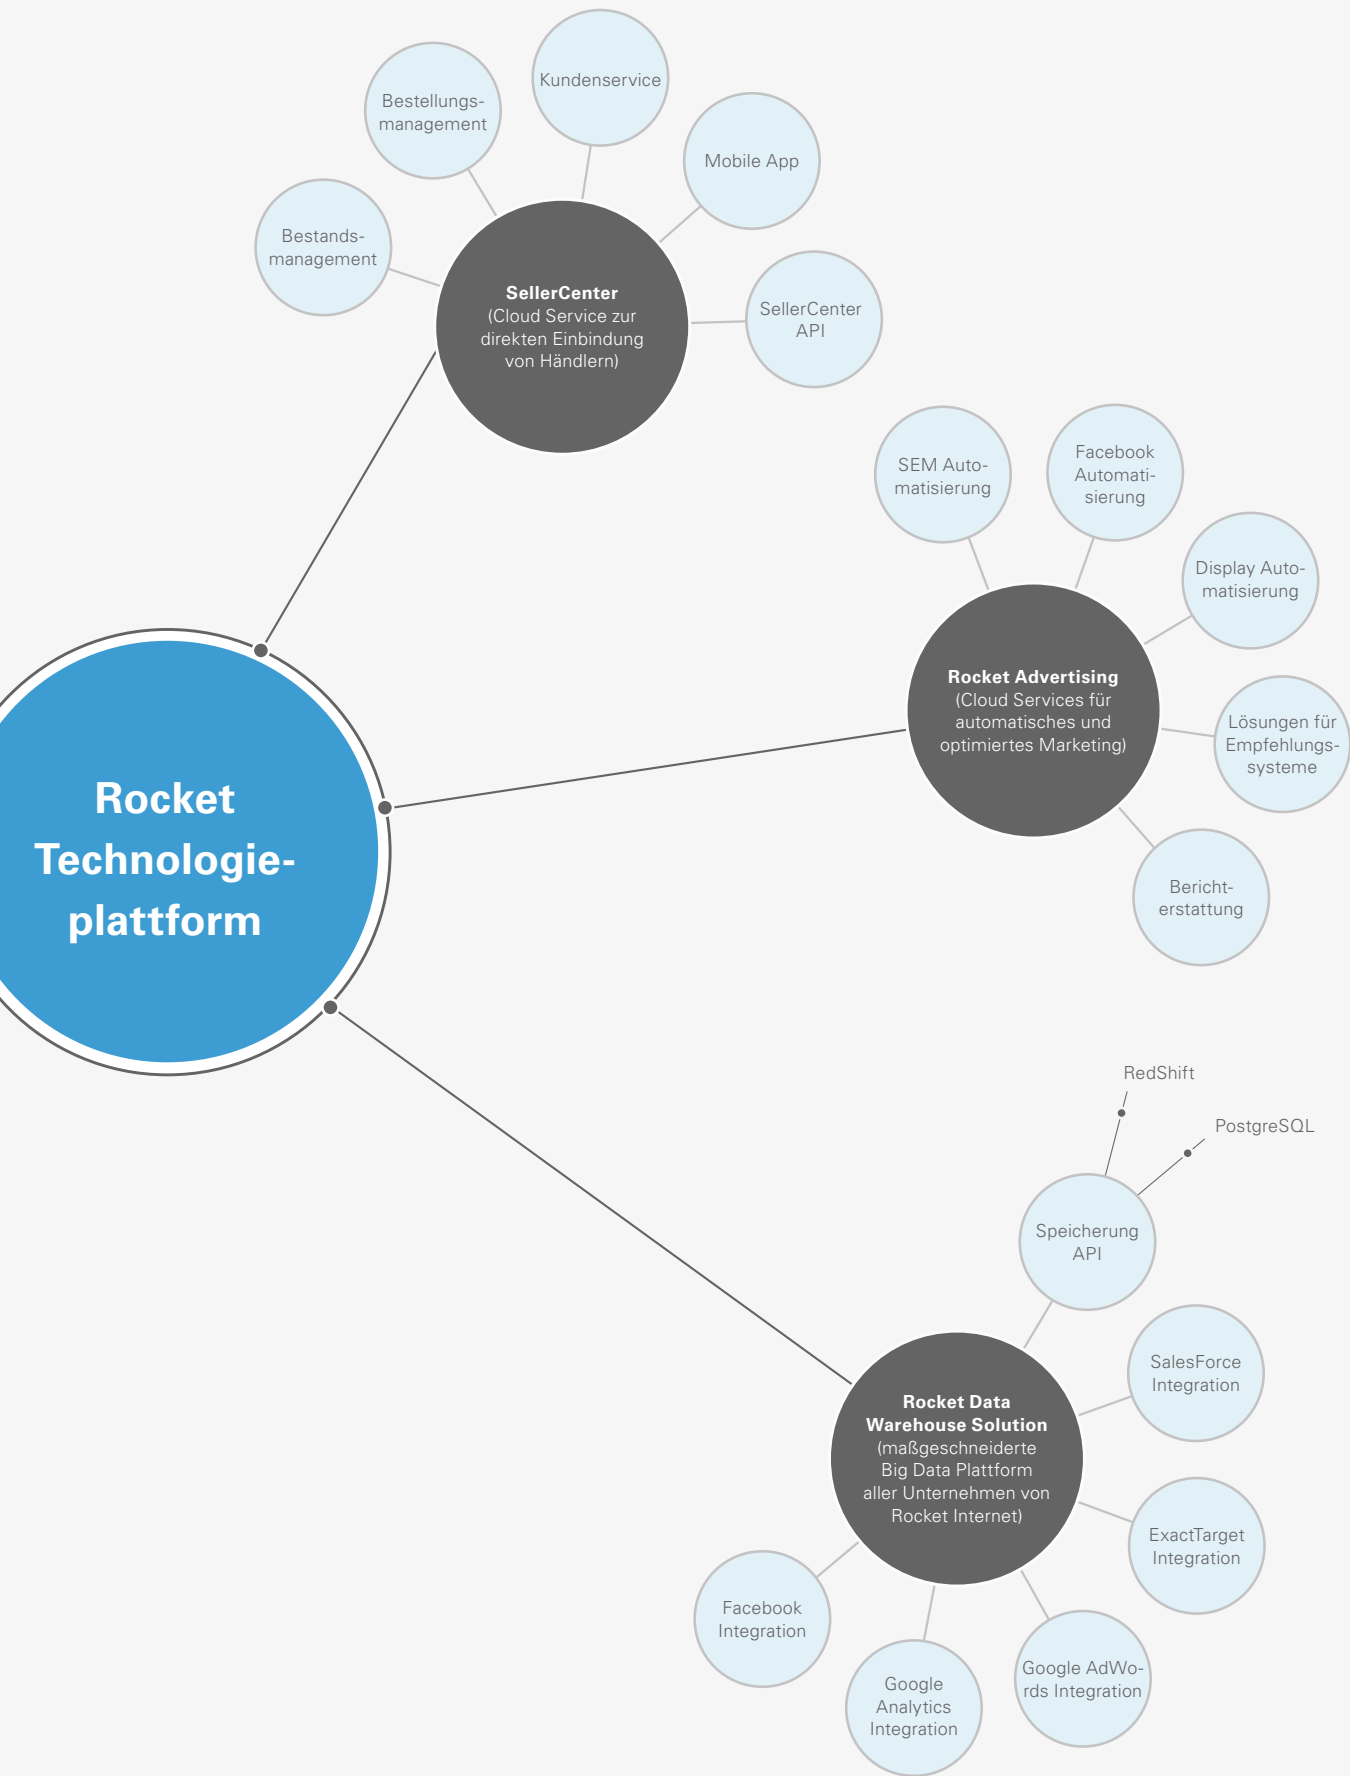 Kundenservice
Bestellungs-
management
Mobile App
Bestands-
management
SellerCenter
(Cloud Service zur
direkten Einbindung
von Händlern)
SellerCenter
API
SEM Auto-
matisierung
Facebook
Automati-
sierung
Display Auto-
matisierung
Rocket Advertising
(Cloud Services für
automatisches und
optimiertes Marketing)
Lösungen für
Empfehlungs-
systeme
Bericht-
erstattung
Rocket
Technologie-
plattform
RedShift
PostgreSQL
Speicherung
API
SalesForce
Integration
Rocket Data
Warehouse Solution
(maßgeschneiderte
Big Data Plattform
aller Unternehmen von
Rocket Internet)
ExactTarget
Integration
Facebook
Integration
Google
Analytics
Integration
Google AdWo-
rds Integration